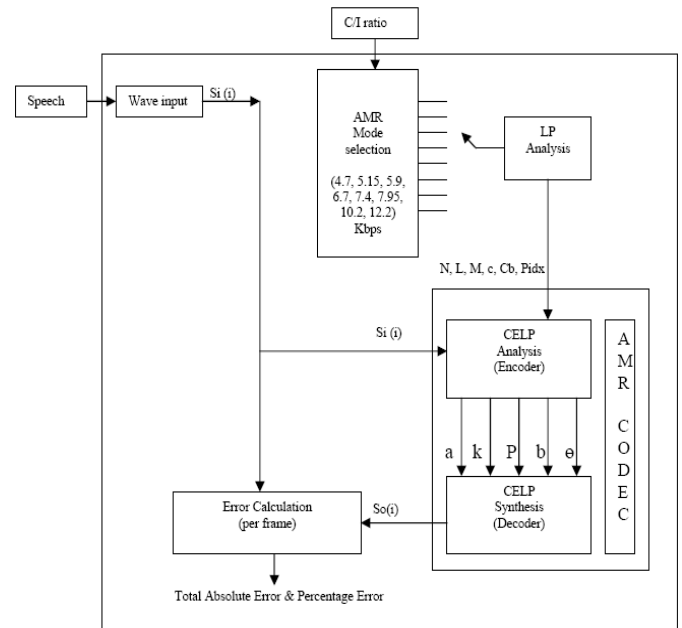 C/I ratio
Speech
Wave input
Si (i)
AMR
Mode
selection
(4.7, 5.15, 5.9,
6.7, 7.4, 7.95,
10.2, 12.2)
Kbps
LP
Analysis
N, L, M, c, Cb, Pidx
Si (i)
CELP
Analysis
(Encoder)
A
M
R
C
O
D
E
C
a k P b ɵ
CELP
Synthesis
(Decoder)
So(i)
Error Calculation
(per frame)
Total Absolute Error & Percentage Error